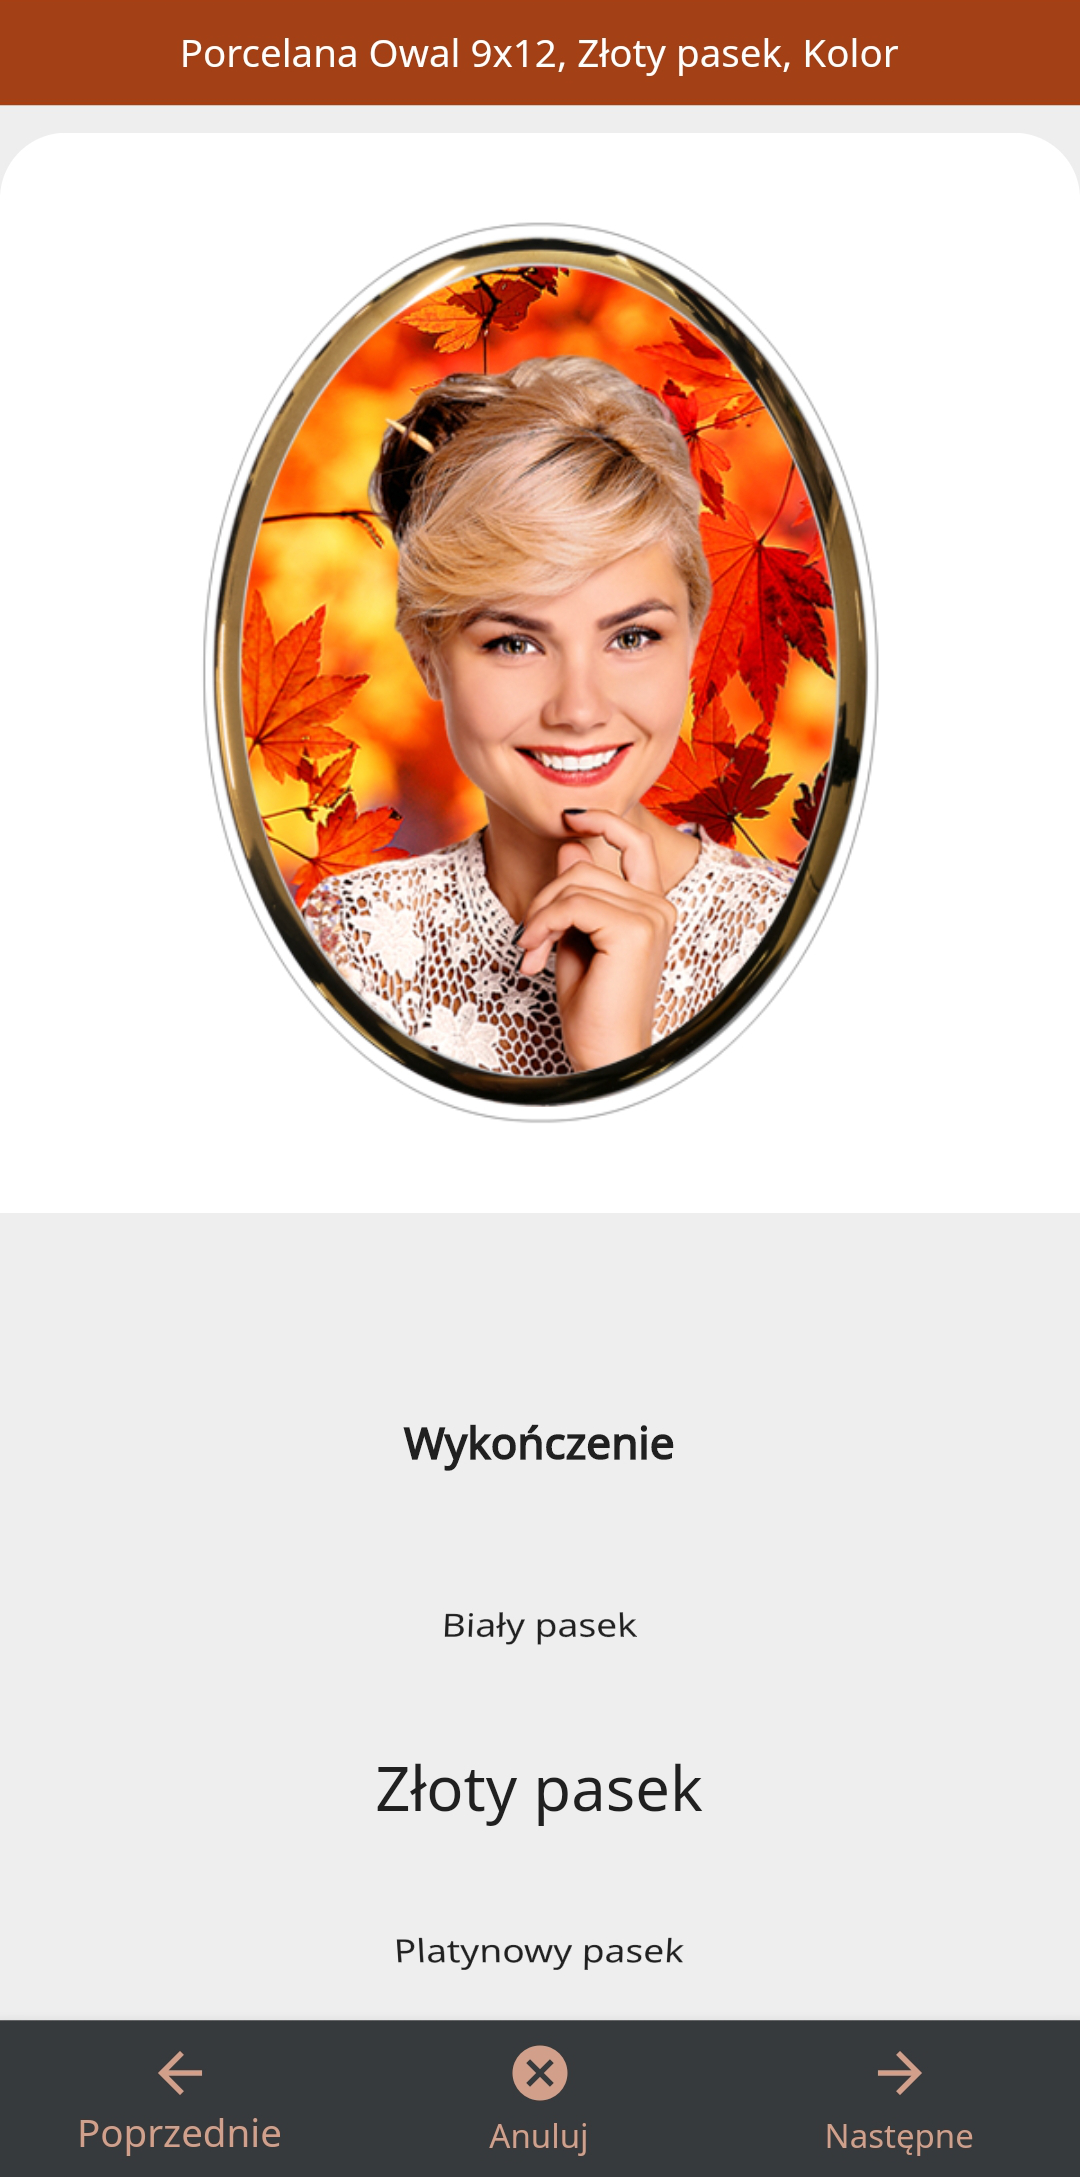 Porcelana Owal 9x12, Złoty pasek, Kolor
Wykończenie
Biały pasek
Złoty pasek
Platynowy pasek
Poprzednie
Anuluj
Następne